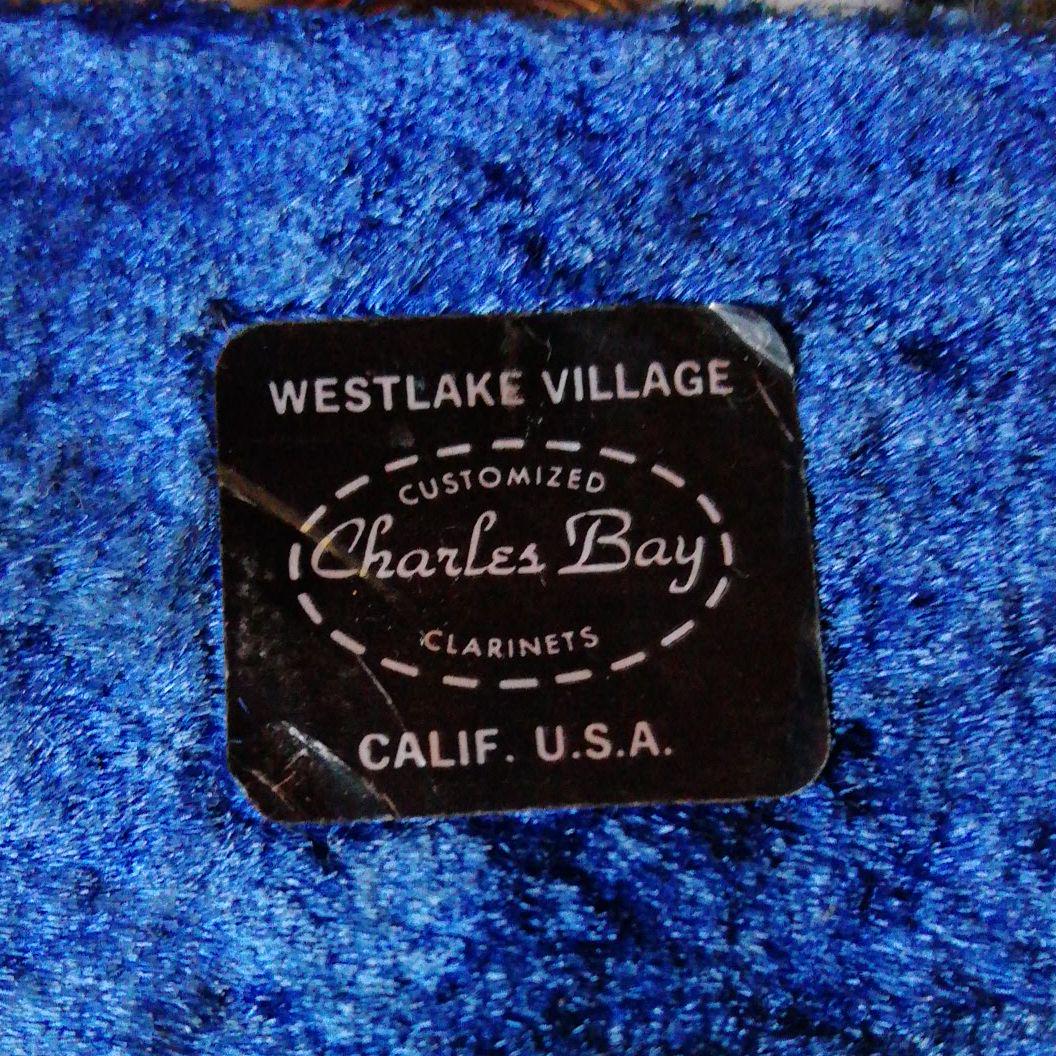 WESTLAKE VILLAGE
CUSTOMIZED
Charles Bay
CLARINETS
CALIF. U.S.A.